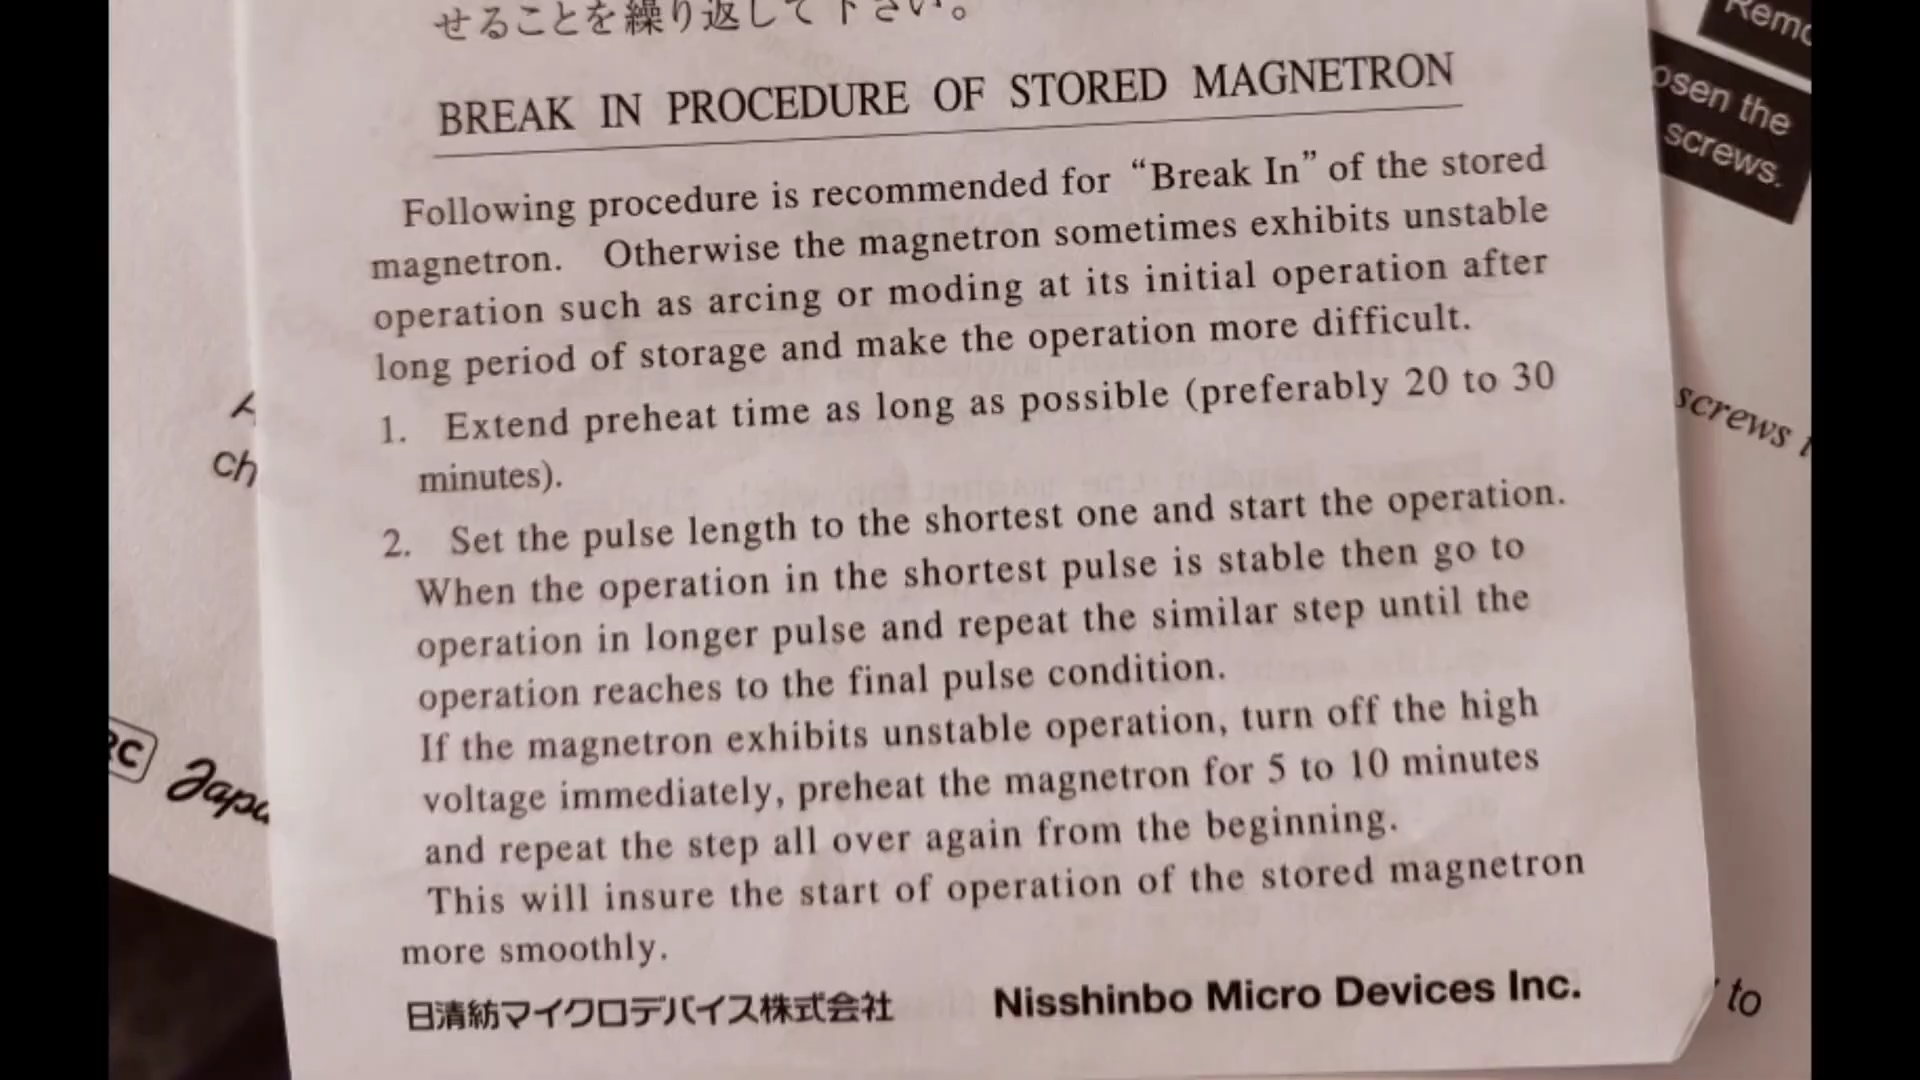 せることを繰り返して下さい。
BREAK IN PROCEDURE OF STORED MAGNETRON
Following procedure is recommended for “Break In” of the stored
magnetron. Otherwise the magnetron sometimes exhibits unstable
operation such as arcing or moding at its initial operation after
long period of storage and make the operation more difficult.
1. Extend preheat time as long as possible (preferably 20 to 30
minutes).
2. Set the pulse length to the shortest one and start the operation.
When the operation in the shortest pulse is stable then go to
operation in longer pulse and repeat the similar step until the
operation reaches to the final pulse condition.
If the magnetron exhibits unstable operation, turn off the high
voltage immediately, preheat the magnetron for 5 to 10 minutes
and repeat the step all over again from the beginning.
This will insure the start of operation of the stored magnetron
more smoothly.
日清紡マイクロデバイス株式会社 Nisshinbo Micro Devices Inc.
the
screws.
screws
to